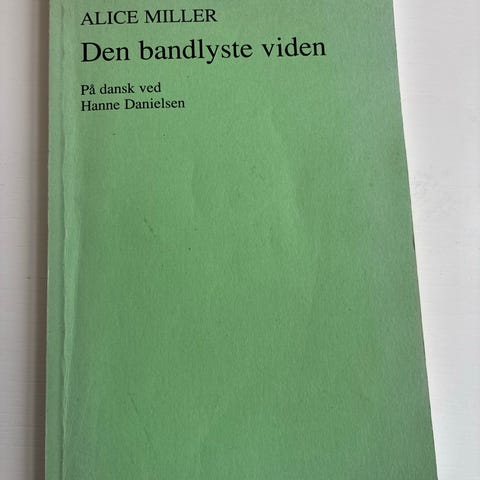 ALICE MILLER
Den bandlyste viden
På dansk ved
Hanne Danielsen